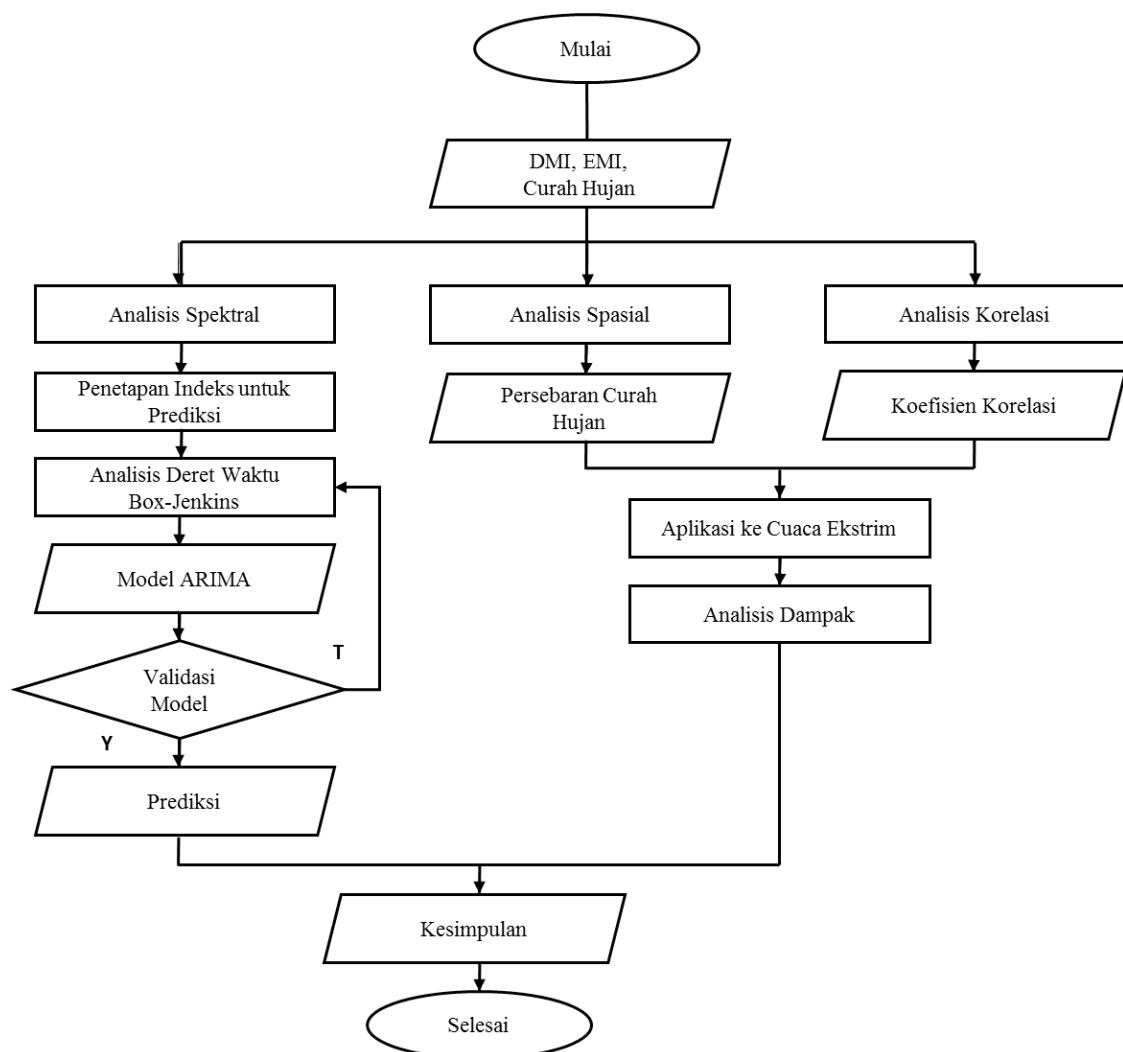 Mulai
DMI, EMI,
Curah Hujan
Analisis Spektral
Analisis Spasial
Analisis Korelasi
Penetapan Indeks untuk
Prediksi
Persebaran Curah
Hujan
Koefisien Korelasi
Analisis Deret Waktu
Box-Jenkins
Aplikasi ke Cuaca Ekstrim
Model ARIMA
Analisis Dampak
T
Validasi
Model
Y
Prediksi
Kesimpulan
Selesai